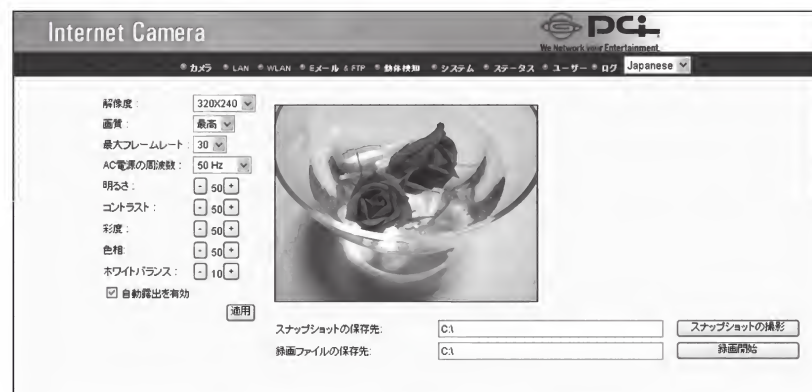 Internet Camera
PCi
We Network your Entertainment
カメラ LAN WLAN Eメール & FTP 動体検知 システム ステータス ユーザー ログ Japanese
解像度 : 320X240
画質 : 最高
最大フレームレート : 30
AC電源の周波数 : 50 Hz
明るさ : - 50 +
コントラスト : - 50 +
彩度 : - 50 +
色相: - 50 +
ホワイトバランス : - 10 +
自動露出を有効
適用
スナップショットの保存先: C:\ スナップショットの撮影
録画ファイルの保存先: C:\ 録画開始